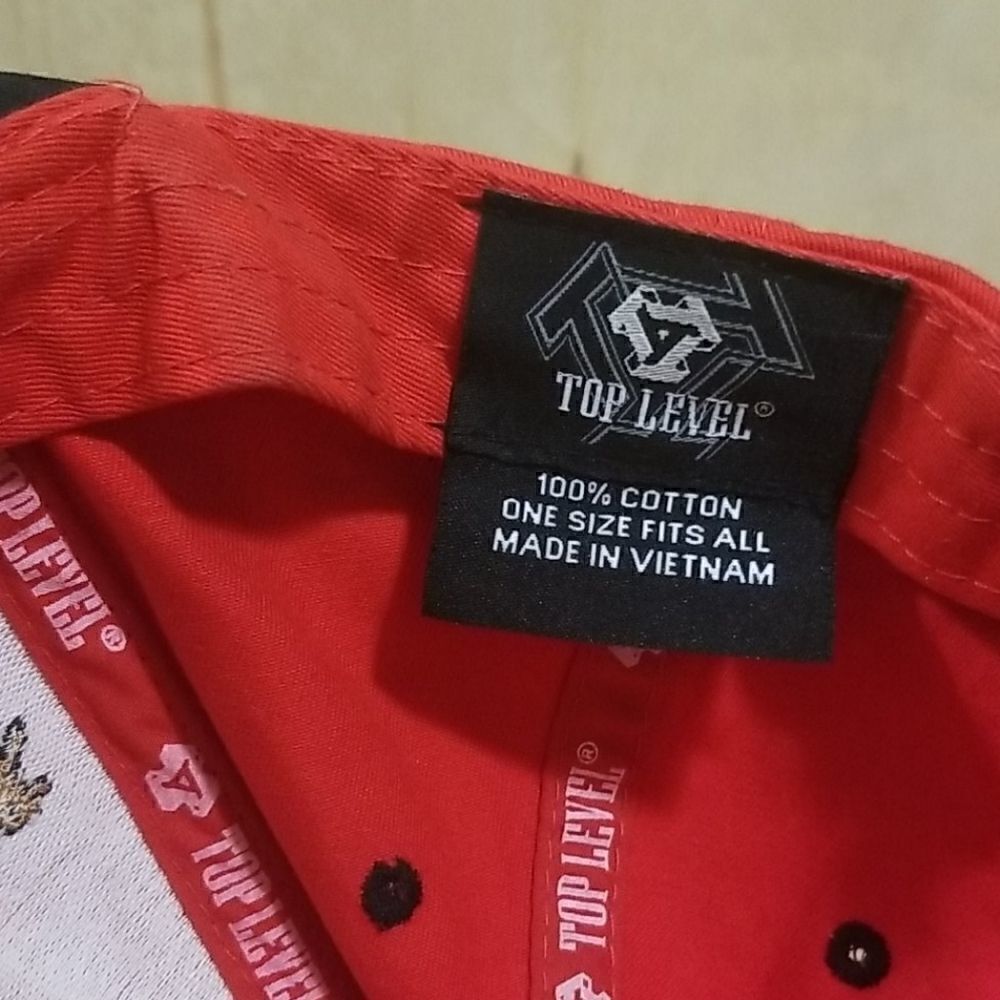 TOP LEVEL®
100% COTTON
ONE SIZE FITS ALL
MADE IN VIETNAM
TOP LEVEL®
TOP LEVEL
TOP LEVEL®